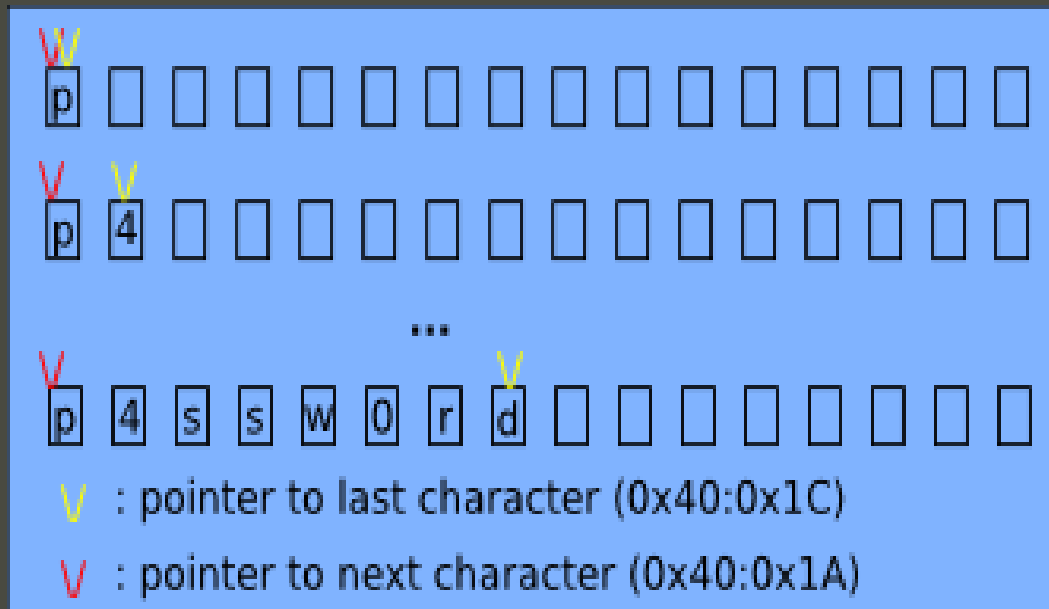 p
p 4
...
p 4 s s w 0 r d
V : pointer to last character (0x40:0x1C)
V : pointer to next character (0x40:0x1A)